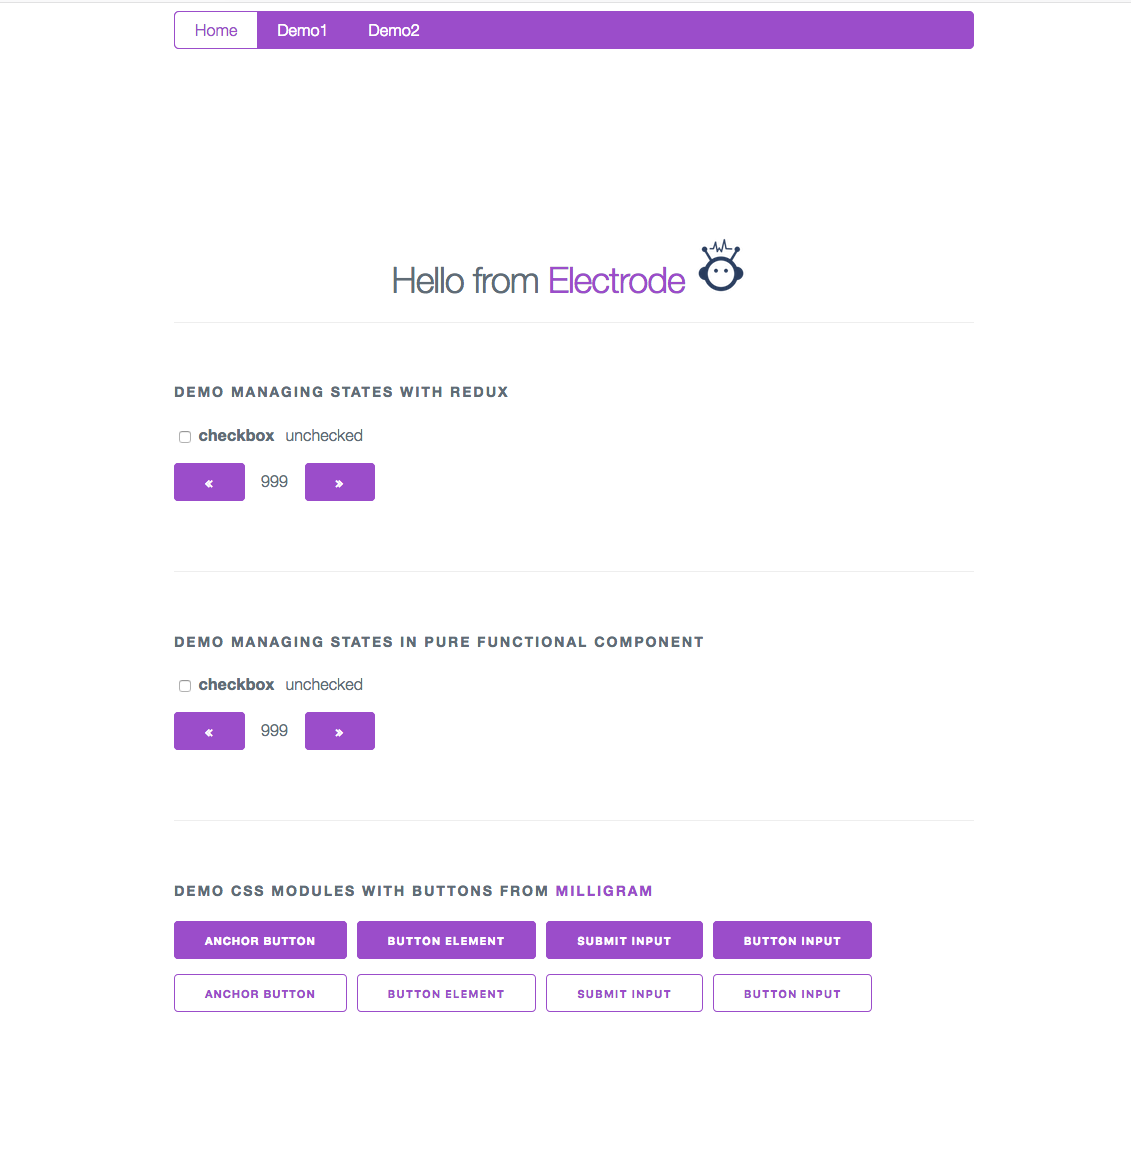 Home Demo1 Demo2
Hello from Electrode
DEMO MANAGING STATES WITH REDUX
checkbox unchecked
« 999 »
DEMO MANAGING STATES IN PURE FUNCTIONAL COMPONENT
checkbox unchecked
« 999 »
DEMO CSS MODULES WITH BUTTONS FROM MILLIGRAM
ANCHOR BUTTON BUTTON ELEMENT SUBMIT INPUT BUTTON INPUT
ANCHOR BUTTON BUTTON ELEMENT SUBMIT INPUT BUTTON INPUT